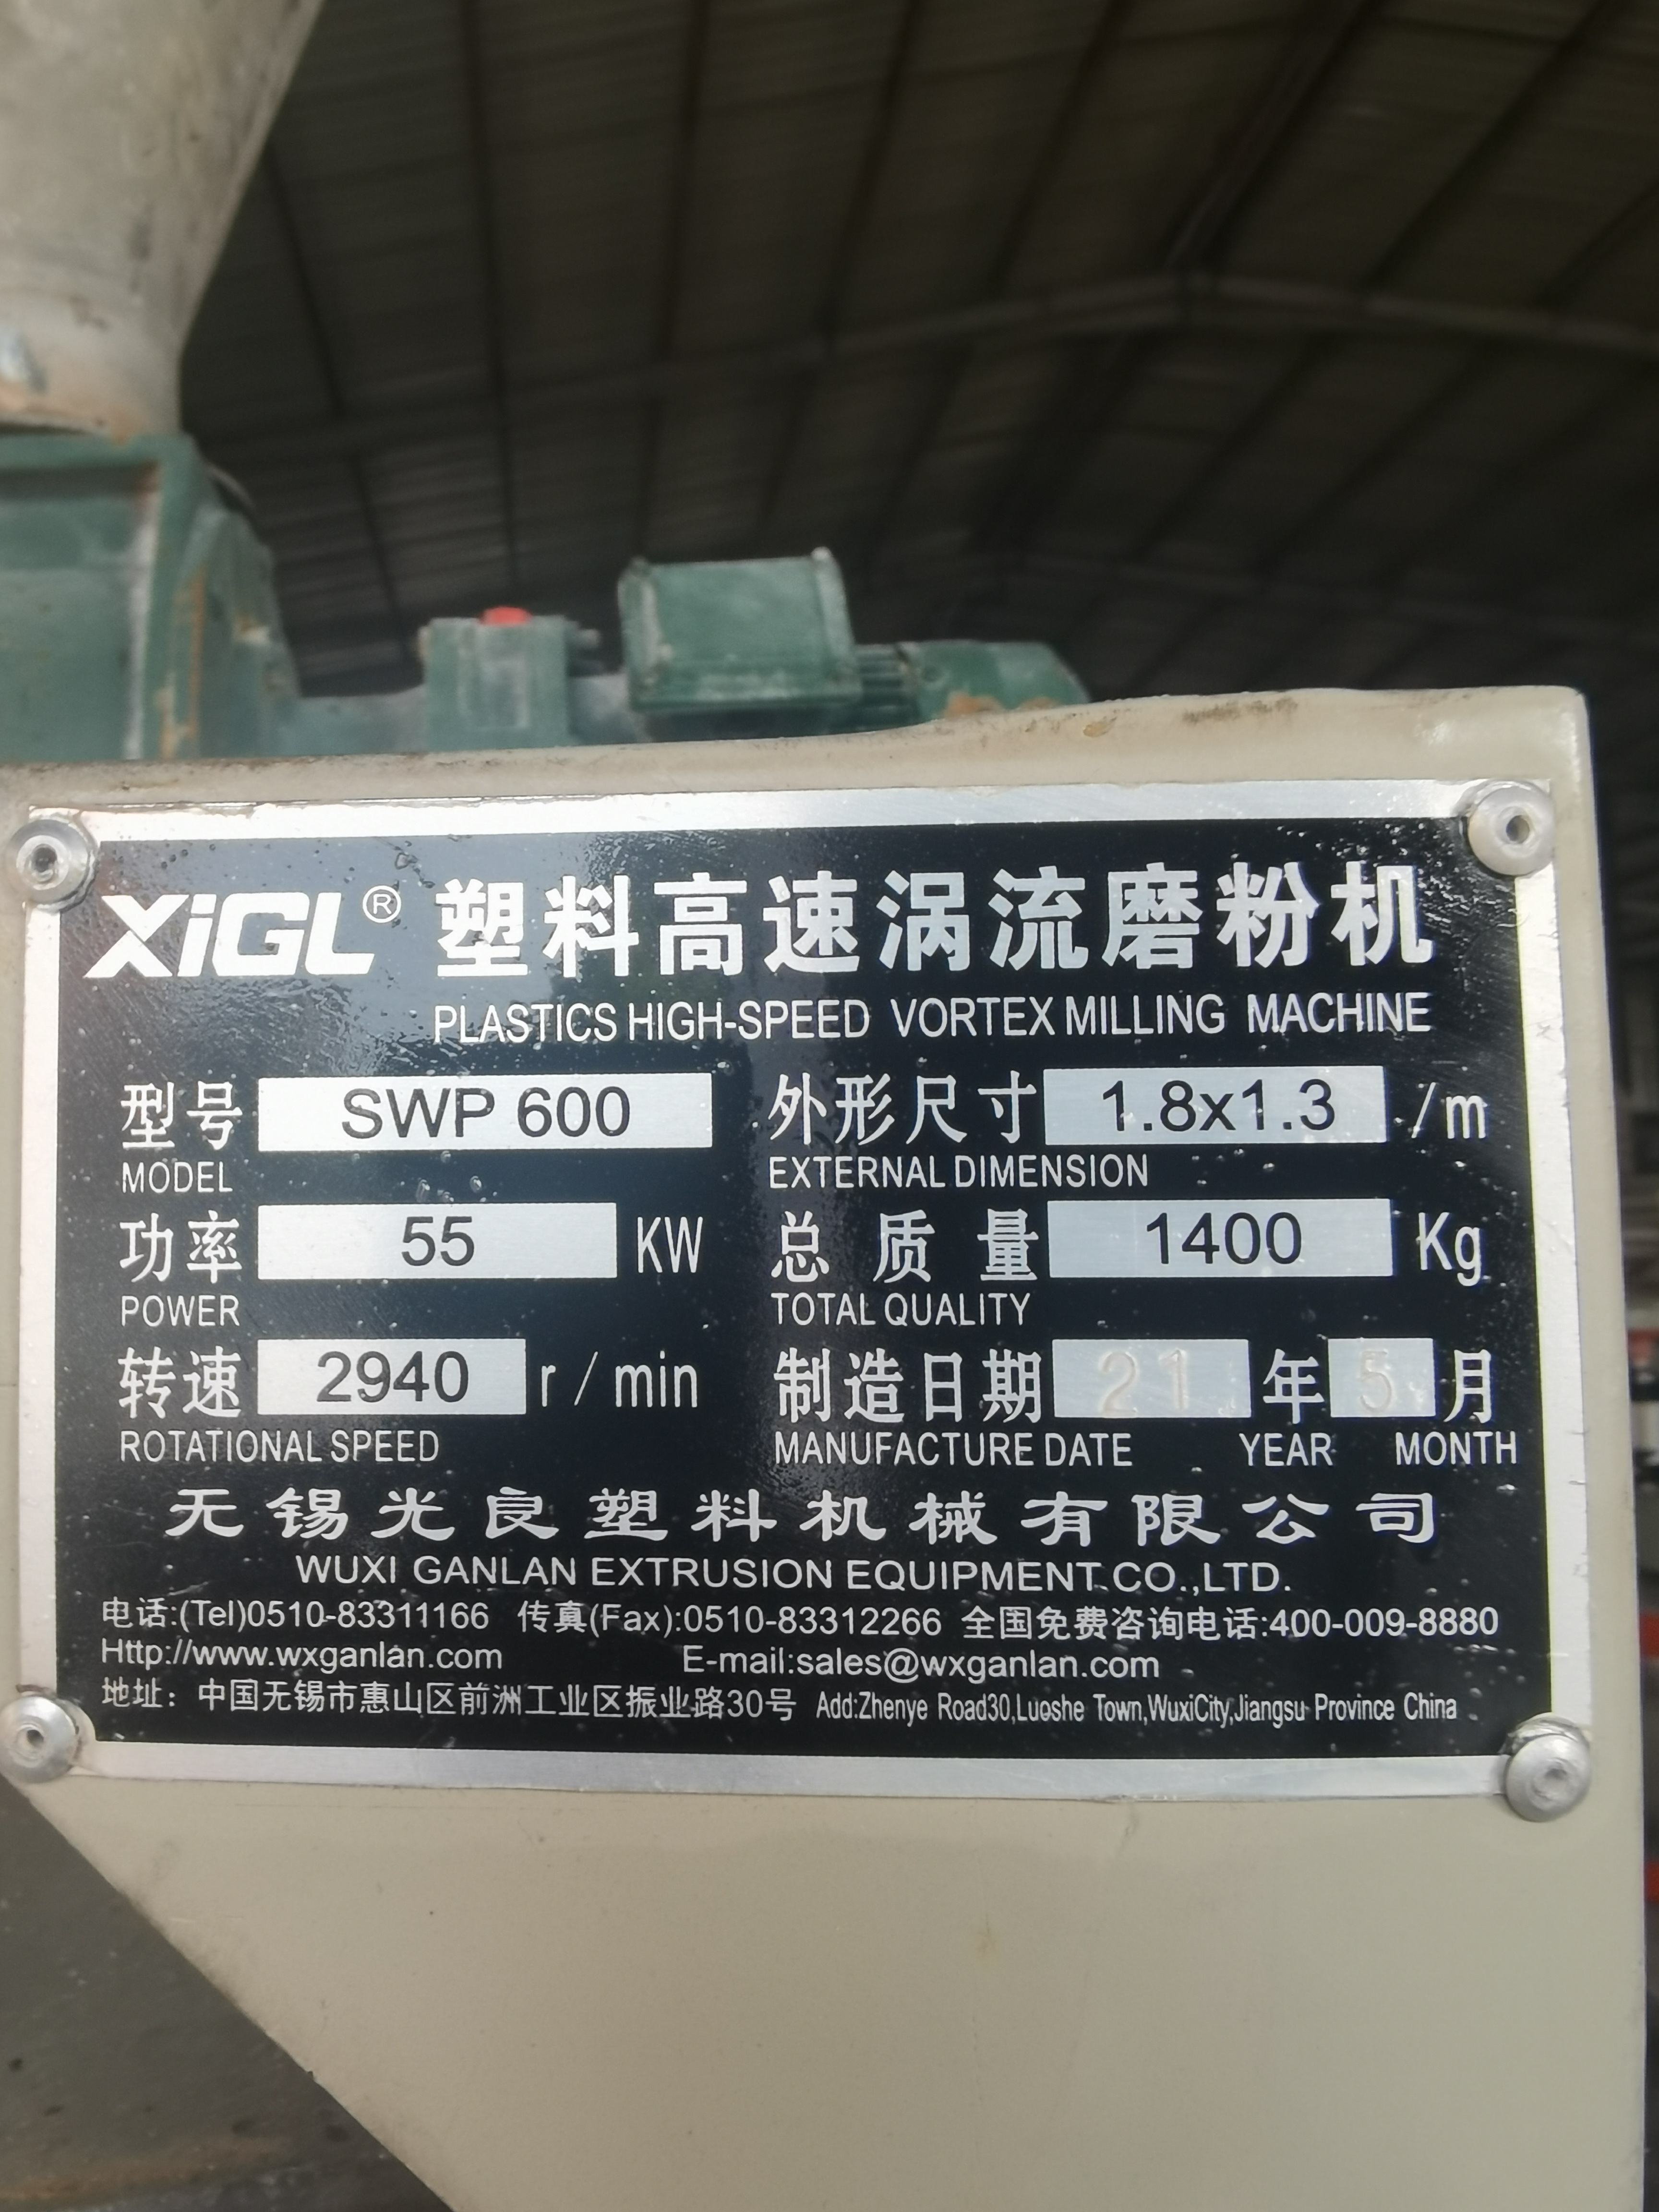 XiGL® 塑料高速涡流磨粉机
PLASTICS HIGH-SPEED VORTEX MILLING MACHINE
型号 SWP 600 外形尺寸 1.8x1.3 /m
MODEL EXTERNAL DIMENSION
功率 55 KW 总质量 1400 Kg
POWER TOTAL QUALITY
转速 2940 r/min 制造日期 21 年 5 月
ROTATIONAL SPEED MANUFACTURE DATE YEAR MONTH
无锡光良塑料机械有限公司
WUXI GANLAN EXTRUSION EQUIPMENT CO.,LTD.
电话:(Tel)0510-83311166 传真(Fax):0510-83312266 全国免费咨询电话:400-009-8880
Http://www.wxganlan.com E-mail:sales@wxganlan.com
地址：中国无锡市惠山区前洲工业区振业路30号 Add:Zhenye Road30,Luoshe Town,WuxiCity,Jiangsu Province China